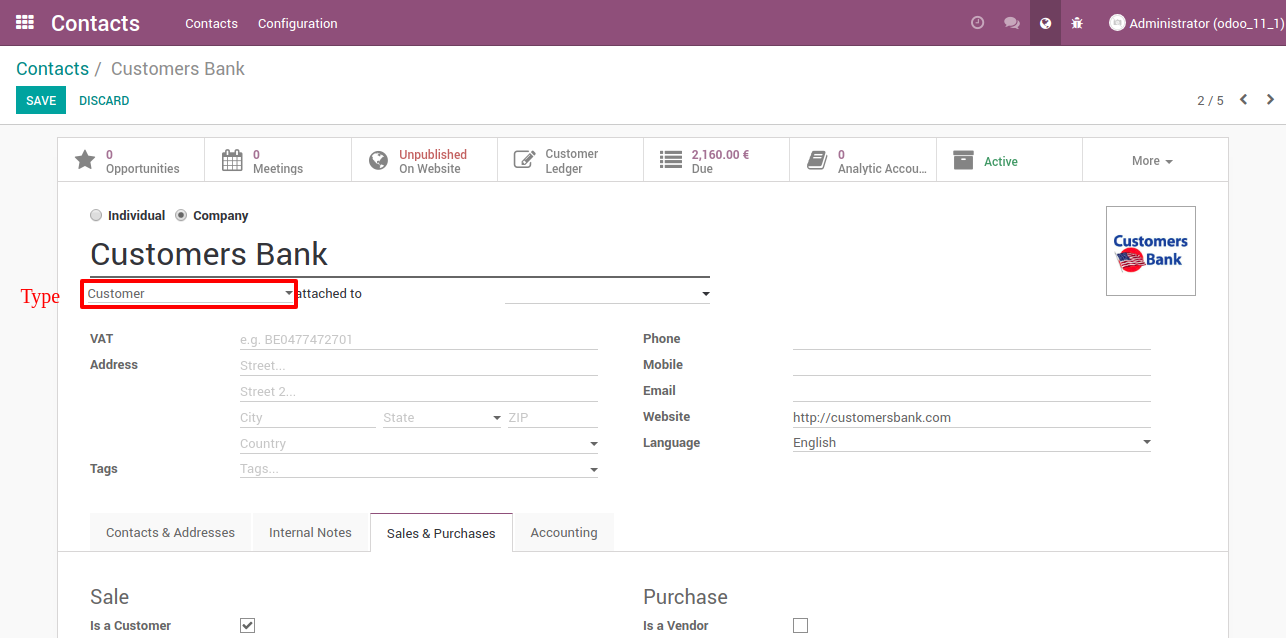 Contacts Contacts Configuration Administrator (odoo_11_1)
Contacts / Customers Bank
SAVE DISCARD 2 / 5
0 Opportunities
0 Meetings
Unpublished On Website
Customer Ledger
2,160.00 € Due
0 Analytic Accou...
Active
More
Individual Company
Customers Bank
Customers Bank
Type Customer attached to
VAT e.g. BE0477472701
Address Street...
Street 2...
City State ZIP
Country
Tags Tags...
Phone
Mobile
Email
Website http://customersbank.com
Language English
Contacts & Addresses Internal Notes Sales & Purchases Accounting
Sale
Is a Customer
Purchase
Is a Vendor